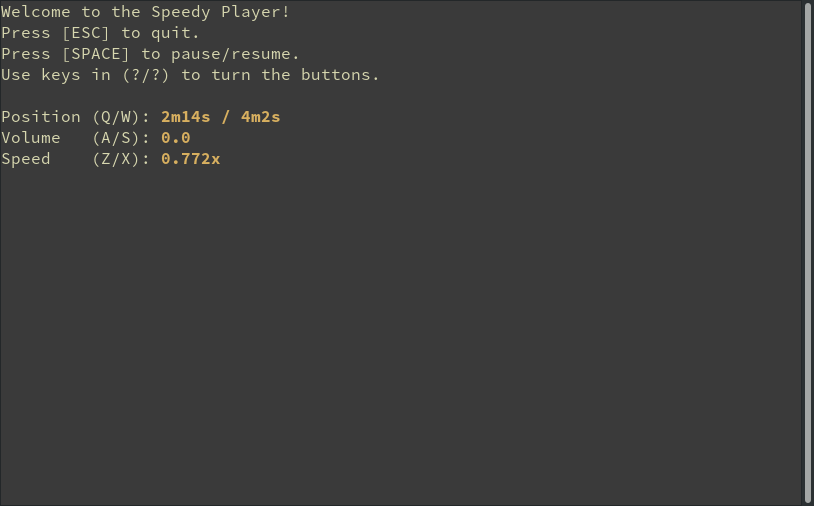 Welcome to the Speedy Player!
Press [ESC] to quit.
Press [SPACE] to pause/resume.
Use keys in (?/?) to turn the buttons.
Position (Q/W): 2m14s / 4m2s
Volume   (A/S): 0.0
Speed    (Z/X): 0.772x